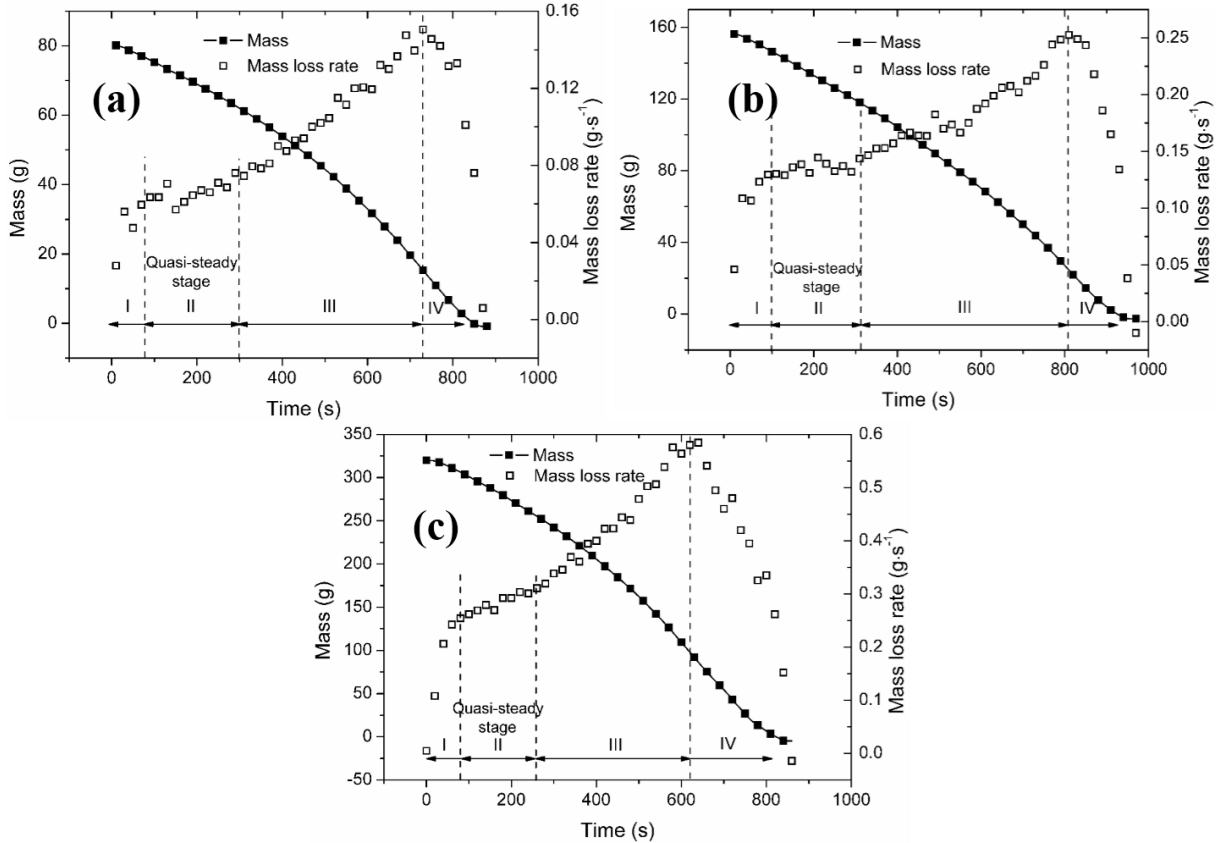 (a)
Mass
Mass loss rate
Mass (g)
80
60
40
20
0
Mass loss rate (g·s⁻¹)
0.16
0.12
0.08
0.04
0.00
Quasi-steady
stage
I II III IV
0 200 400 600 800 1000
Time (s)
(b)
Mass
Mass loss rate
Mass (g)
160
120
80
40
0
Mass loss rate (g·s⁻¹)
0.25
0.20
0.15
0.10
0.05
0.00
Quasi-steady
stage
I II III IV
0 200 400 600 800 1000
Time (s)
(c)
Mass
Mass loss rate
Mass (g)
350
300
250
200
150
100
50
0
-50
Mass loss rate (g·s⁻¹)
0.6
0.5
0.4
0.3
0.2
0.1
0.0
Quasi-steady
stage
I II III IV
0 200 400 600 800 1000
Time (s)